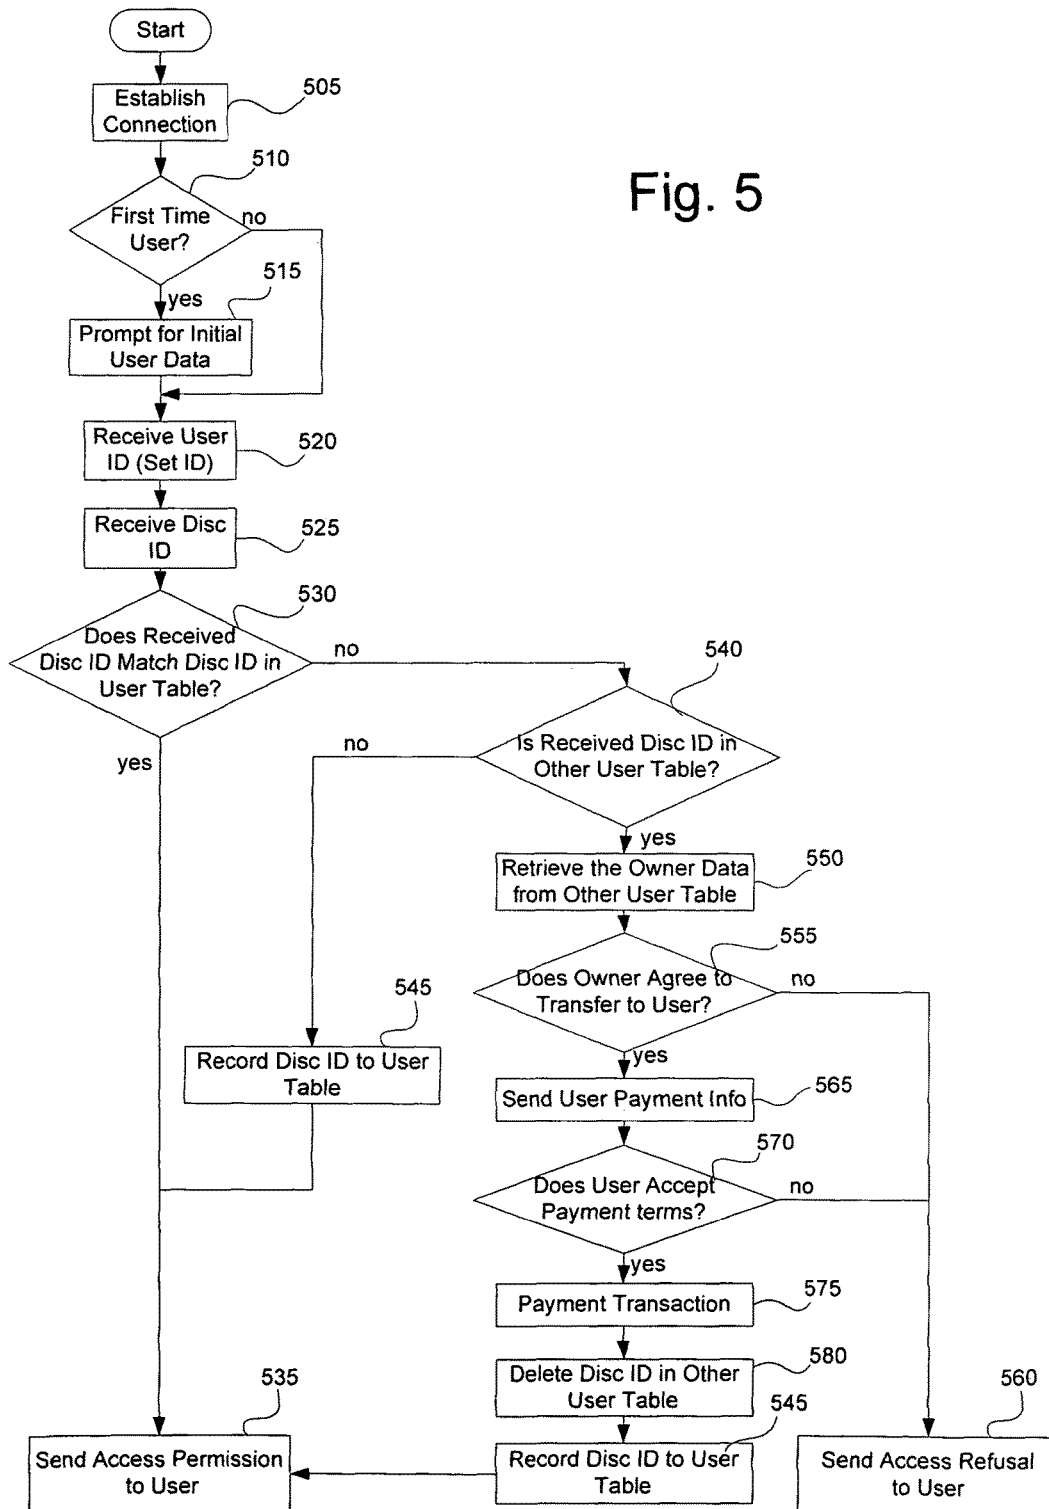 Start
505
Establish
Connection
510
Fig. 5
First Time
User?
no
515
yes
Prompt for Initial
User Data
Receive User
ID (Set ID)
520
Receive Disc
ID
525
530
Does Received
Disc ID Match Disc ID in
User Table?
no
540
yes
no
Is Received Disc ID in
Other User Table?
yes
Retrieve the Owner Data
from Other User Table
550
555
Does Owner Agree to
Transfer to User?
no
545
Record Disc ID to User
Table
yes
Send User Payment Info
565
570
Does User Accept
Payment terms?
no
yes
Payment Transaction
575
580
Delete Disc ID in Other
User Table
535
545
560
Send Access Permission
to User
Record Disc ID to User
Table
Send Access Refusal
to User